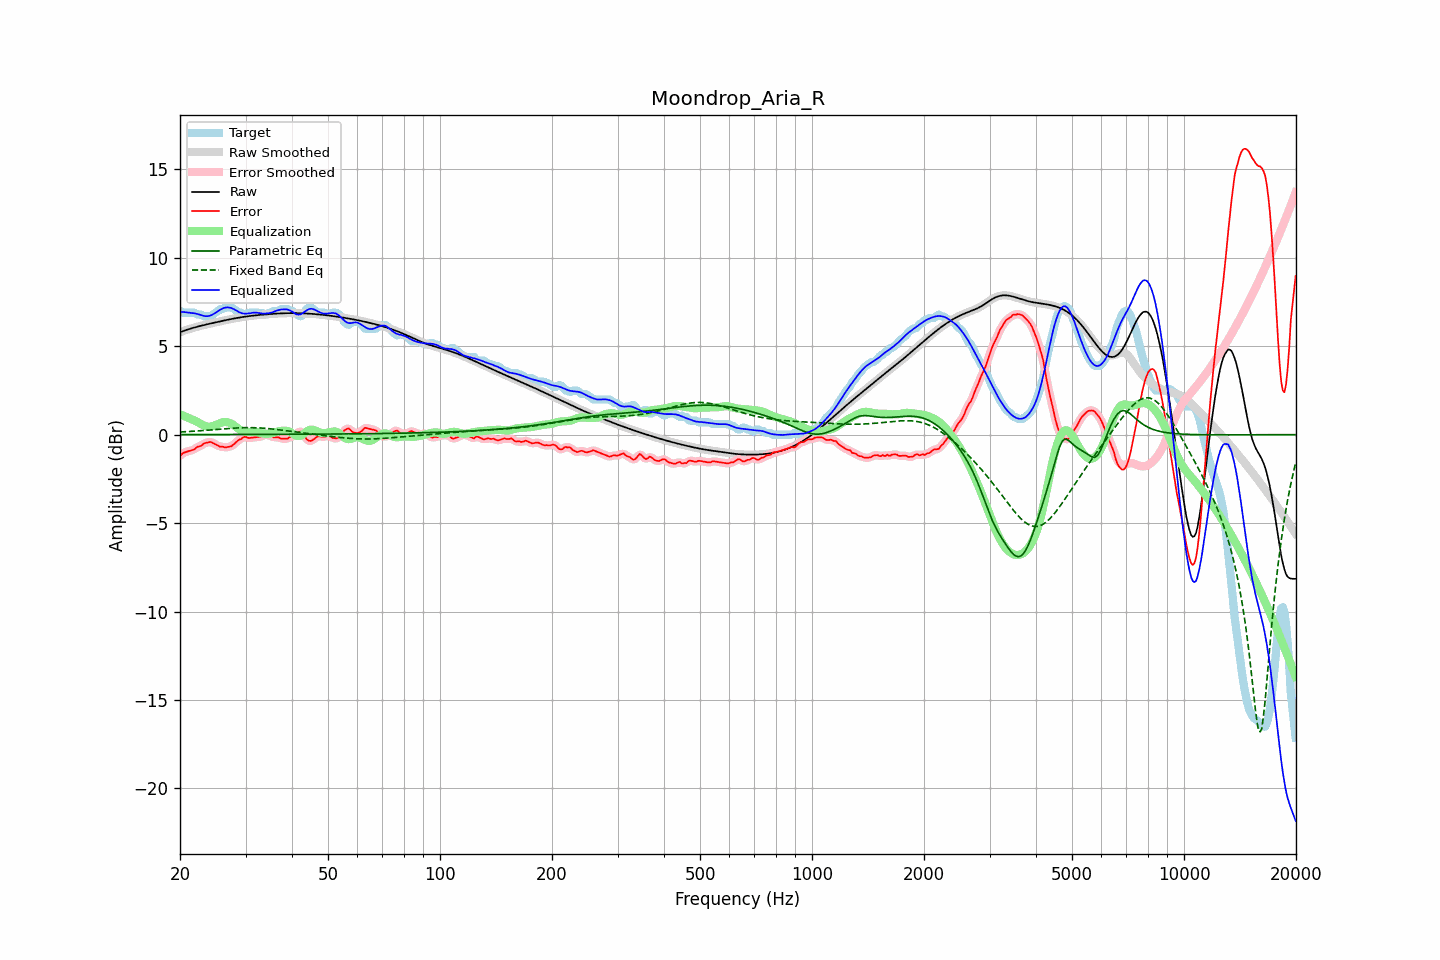 Moondrop_Aria_R
Target
Raw Smoothed
Error Smoothed
Raw
Error
Equalization
Parametric Eq
Fixed Band Eq
Equalized
15
10
5
0
−5
−10
−15
−20
Amplitude (dBr)
20 50 100 200 500 1000 2000 5000 10000 20000
Frequency (Hz)